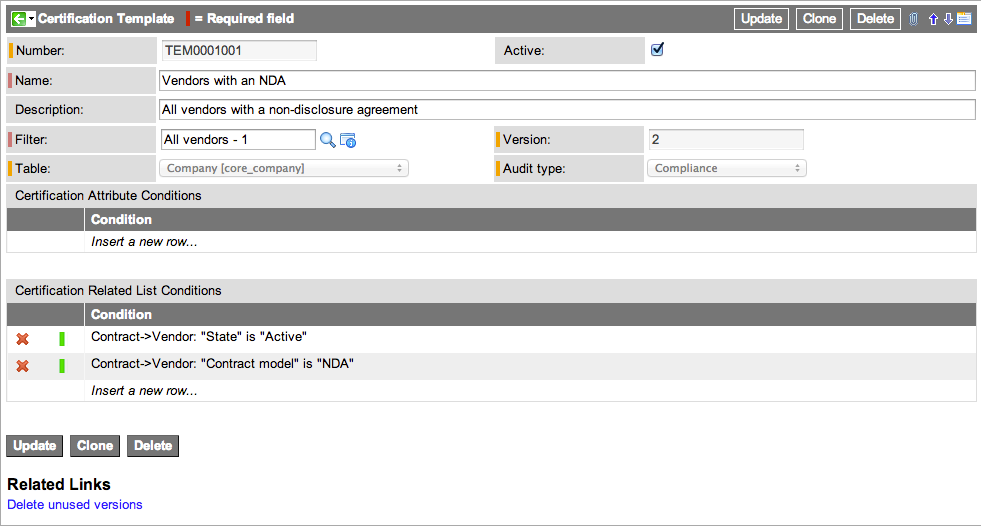 Certification Template = Required field Update Clone Delete
Number: TEM0001001 Active:
Name: Vendors with an NDA
Description: All vendors with a non-disclosure agreement
Filter: All vendors - 1 Version: 2
Table: Company [core_company] Audit type: Compliance
Certification Attribute Conditions
Condition
Insert a new row...
Certification Related List Conditions
Condition
Contract->Vendor: "State" is "Active"
Contract->Vendor: "Contract model" is "NDA"
Insert a new row...
Update Clone Delete
Related Links
Delete unused versions